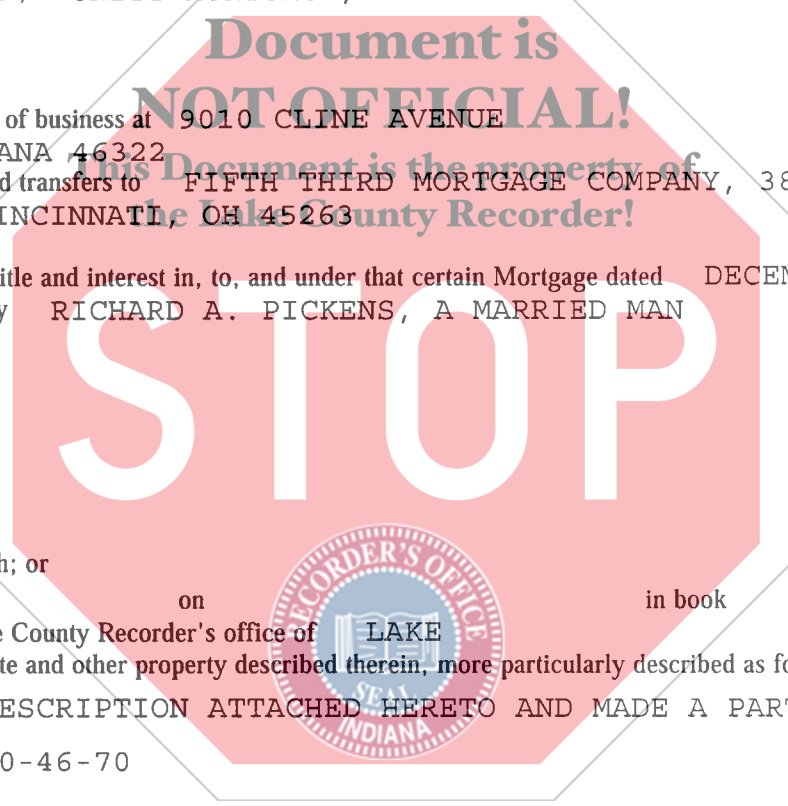 Document is
NOT OFFICIAL!
of business at 9010 CLINE AVENUE
ANA 46322
This Document is the property of
d transfers to FIFTH THIRD MORTGAGE COMPANY, 38
INCINNATI, OH 45263
the Lake County Recorder!
itle and interest in, to, and under that certain Mortgage dated DECEM
y RICHARD A. PICKENS, A MARRIED MAN
STOP
h; or
on in book
e County Recorder's office of LAKE
te and other property described therein, more particularly described as fo
ESCRIPTION ATTACHED HERETO AND MADE A PART
0-46-70
RECORDER'S OFFICE
SEAL
INDIANA